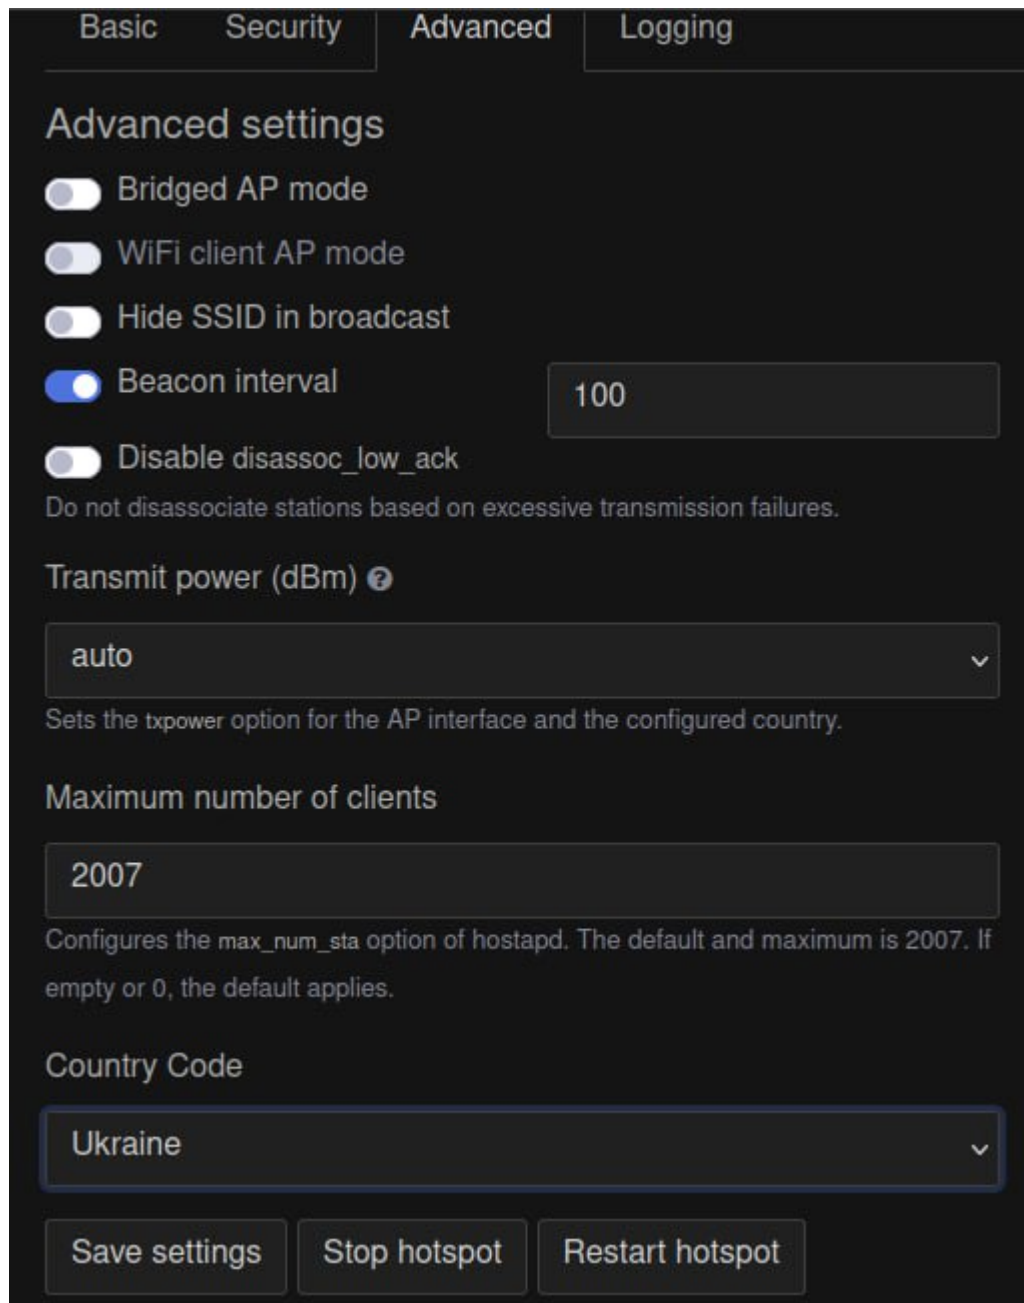 Basic Security Advanced Logging
Advanced settings
Bridged AP mode
WiFi client AP mode
Hide SSID in broadcast
Beacon interval 100
Disable disassoc_low_ack
Do not disassociate stations based on excessive transmission failures.
Transmit power (dBm) ?
auto
Sets the txpower option for the AP interface and the configured country.
Maximum number of clients
2007
Configures the max_num_sta option of hostapd. The default and maximum is 2007. If
empty or 0, the default applies.
Country Code
Ukraine
Save settings Stop hotspot Restart hotspot